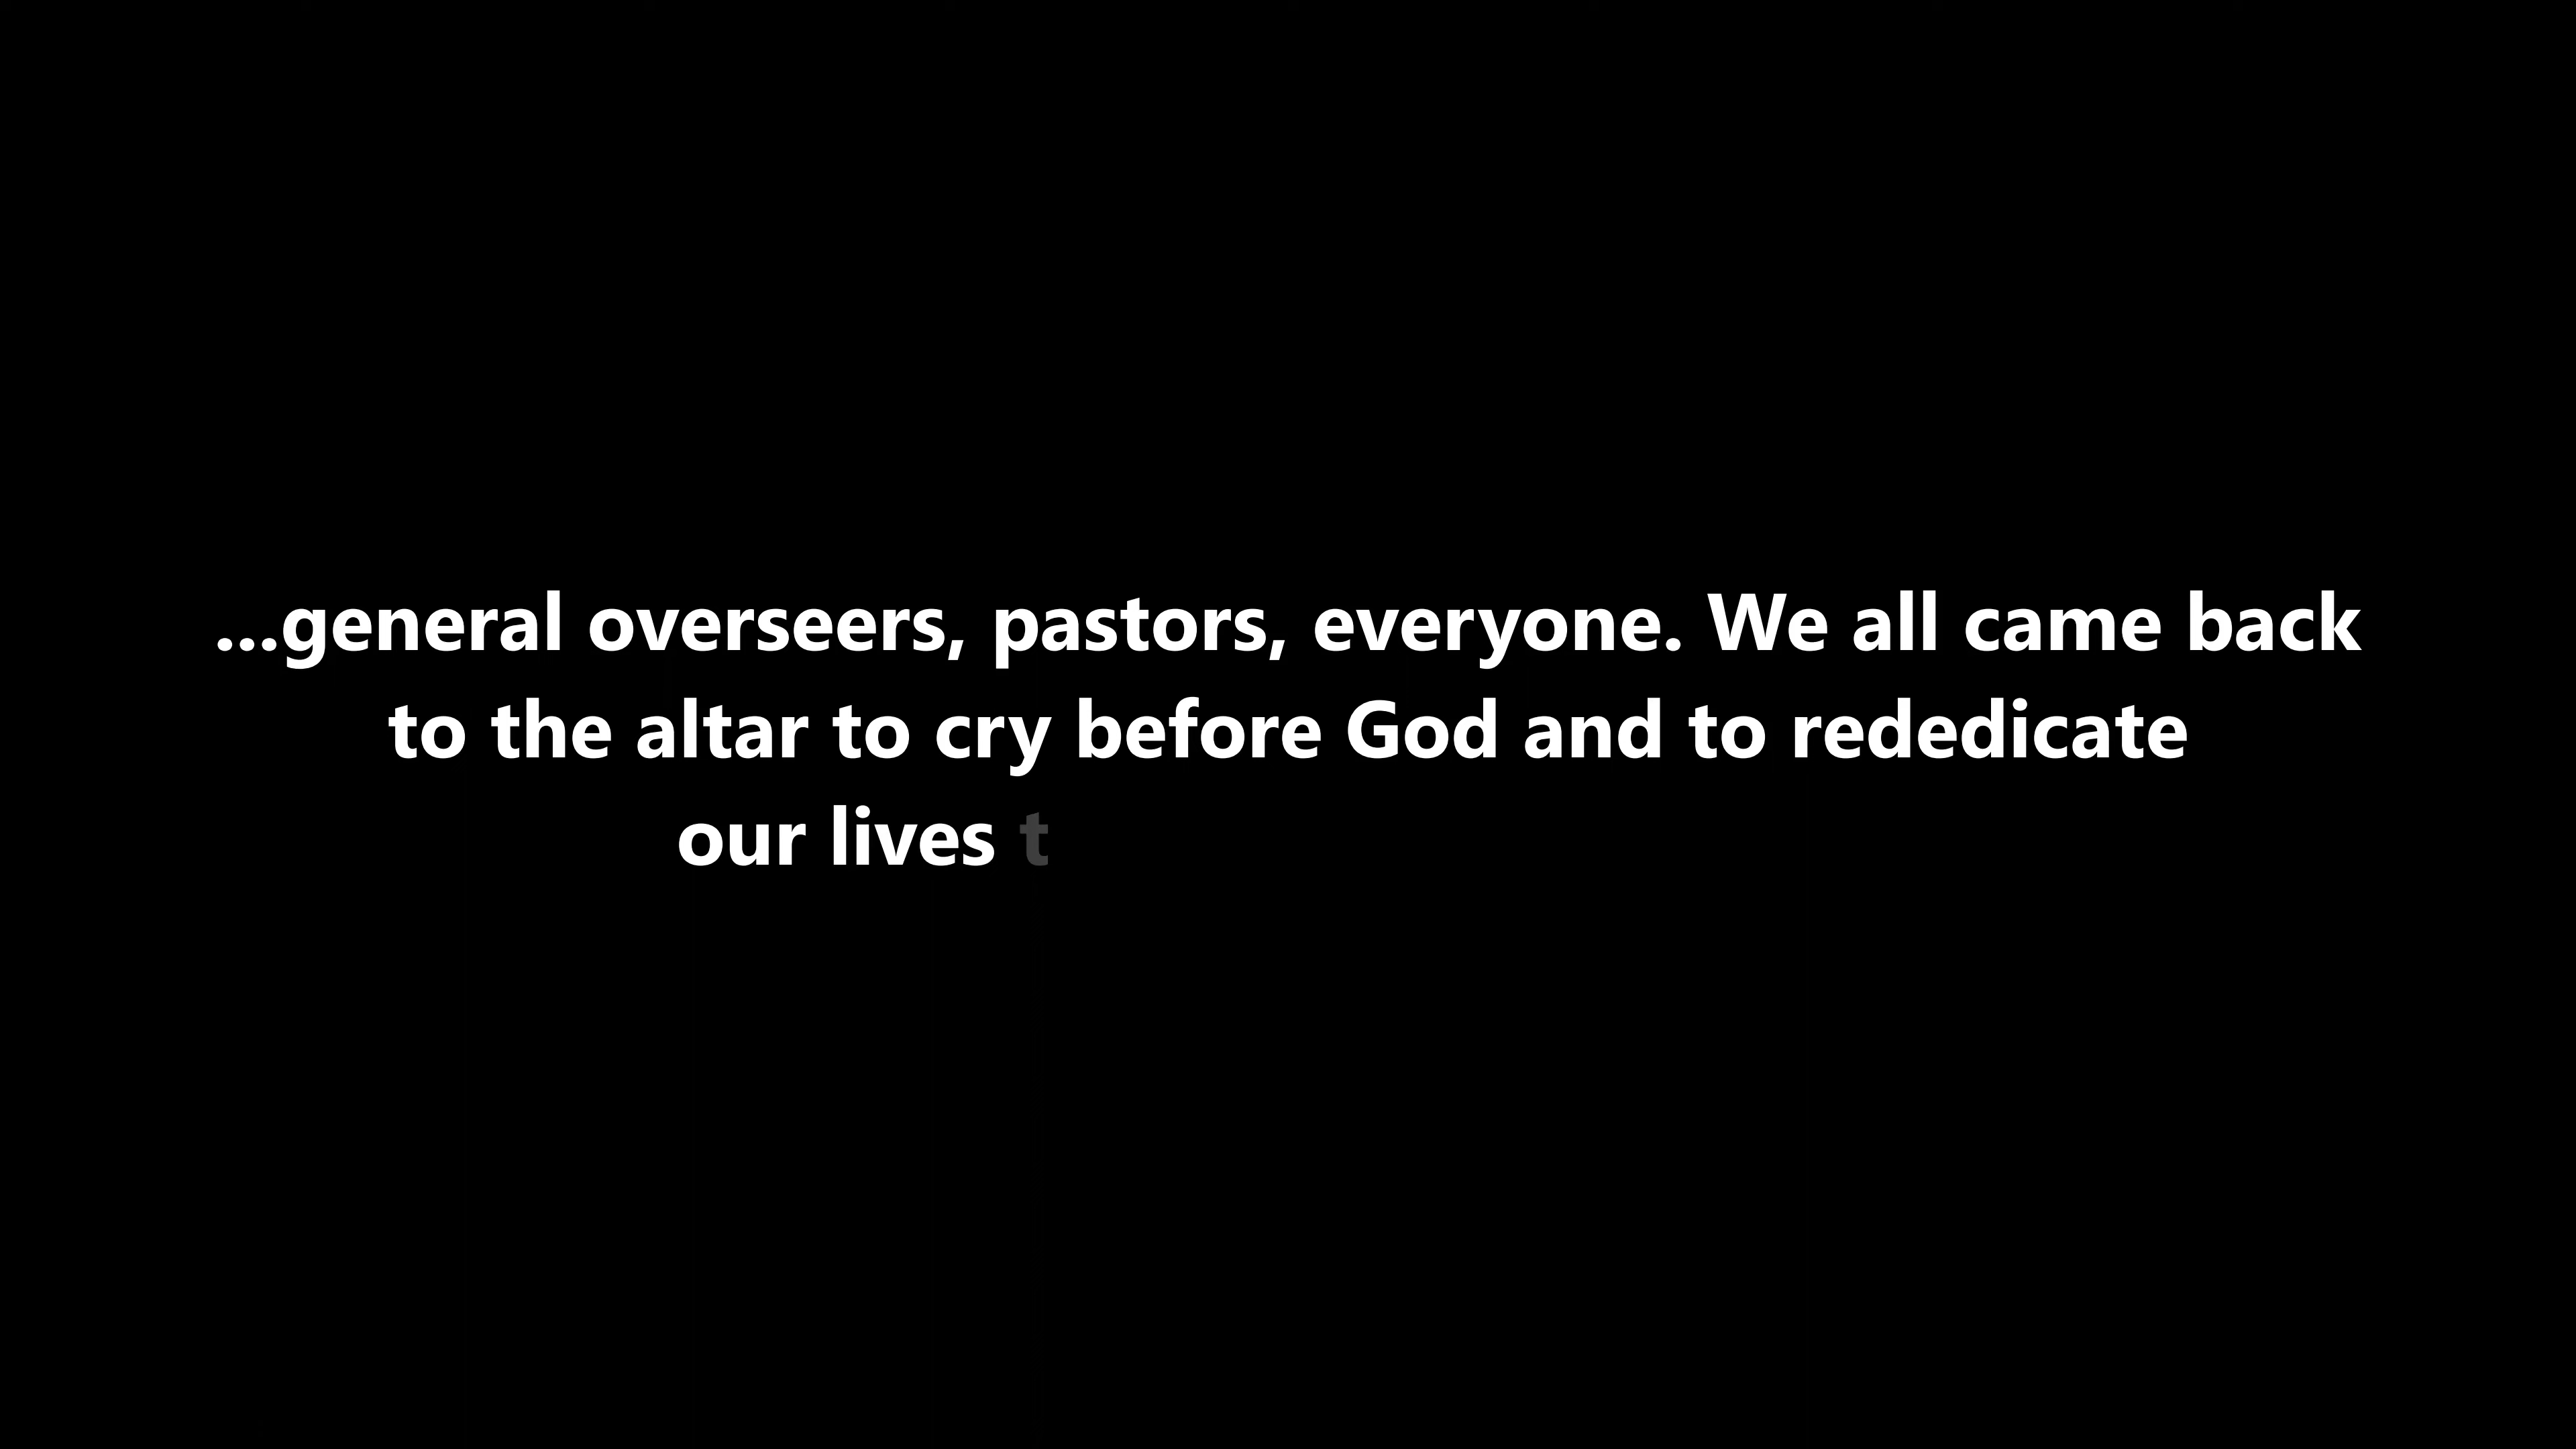 ...general overseers, pastors, everyone. We all came back
to the altar to cry before God and to rededicate
our lives t